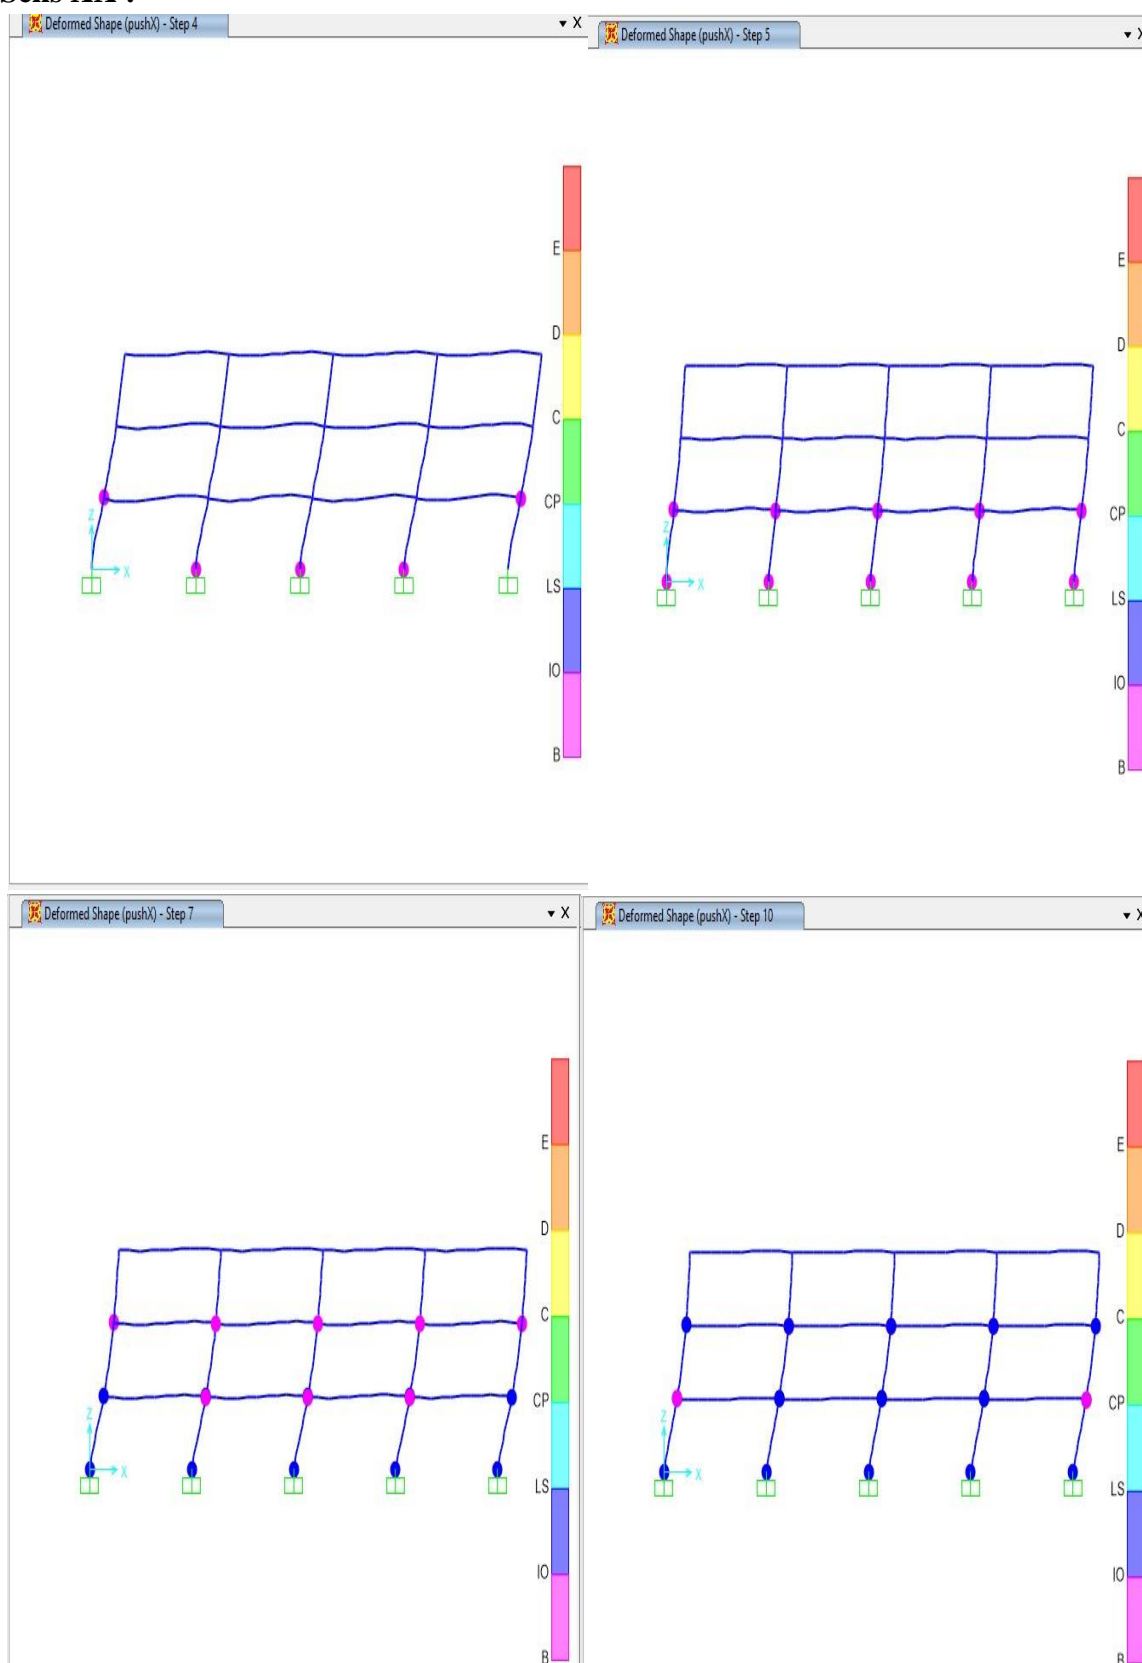 Deformed Shape (pushX) - Step 4
X
E
D
C
CP
LS
IO
B
Z
X
Deformed Shape (pushX) - Step 5
X
E
D
C
CP
LS
IO
B
Z
X
Deformed Shape (pushX) - Step 7
X
E
D
C
CP
LS
IO
B
Z
X
Deformed Shape (pushX) - Step 10
X
E
D
C
CP
LS
IO
B
Z
X